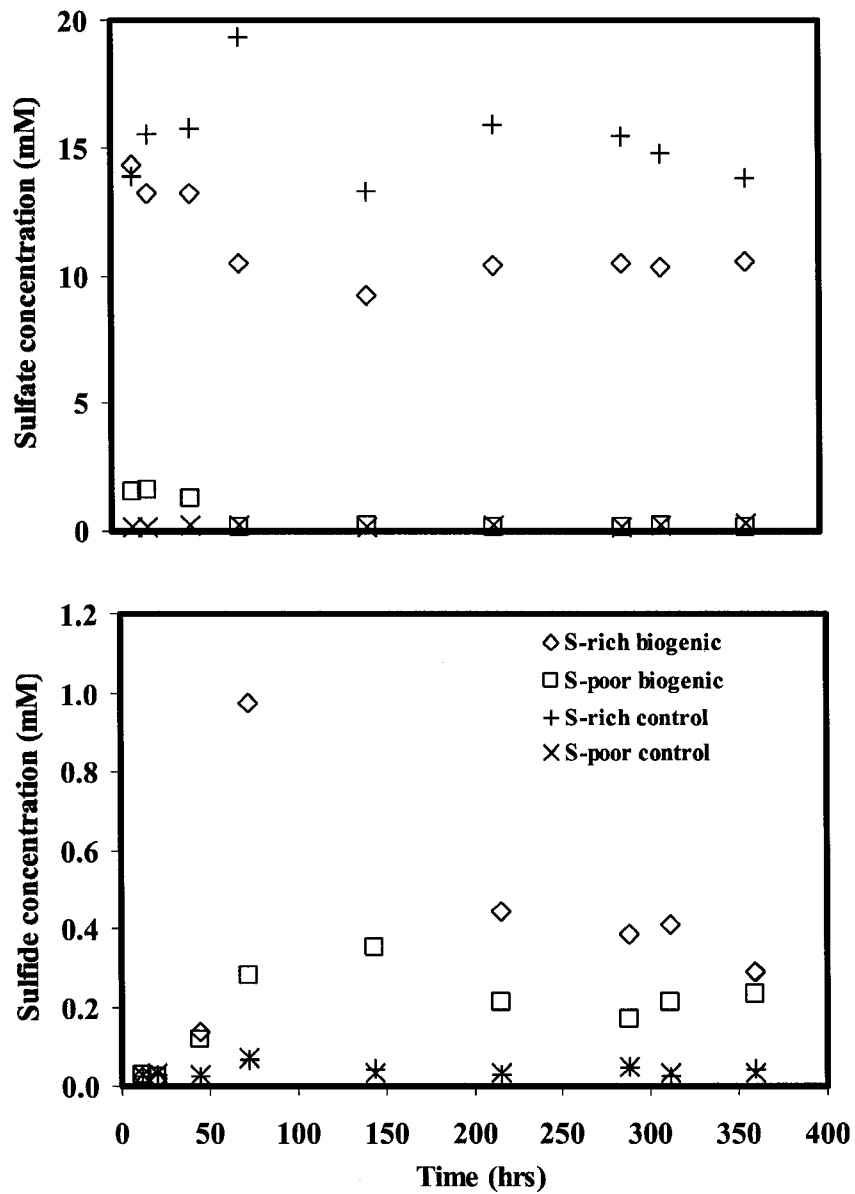 20
15
10
5
0
Sulfate concentration (mM)
1.2
1.0
0.8
0.6
0.4
0.2
0.0
Sulfide concentration (mM)
S-rich biogenic
S-poor biogenic
S-rich control
S-poor control
0 50 100 150 200 250 300 350 400
Time (hrs)